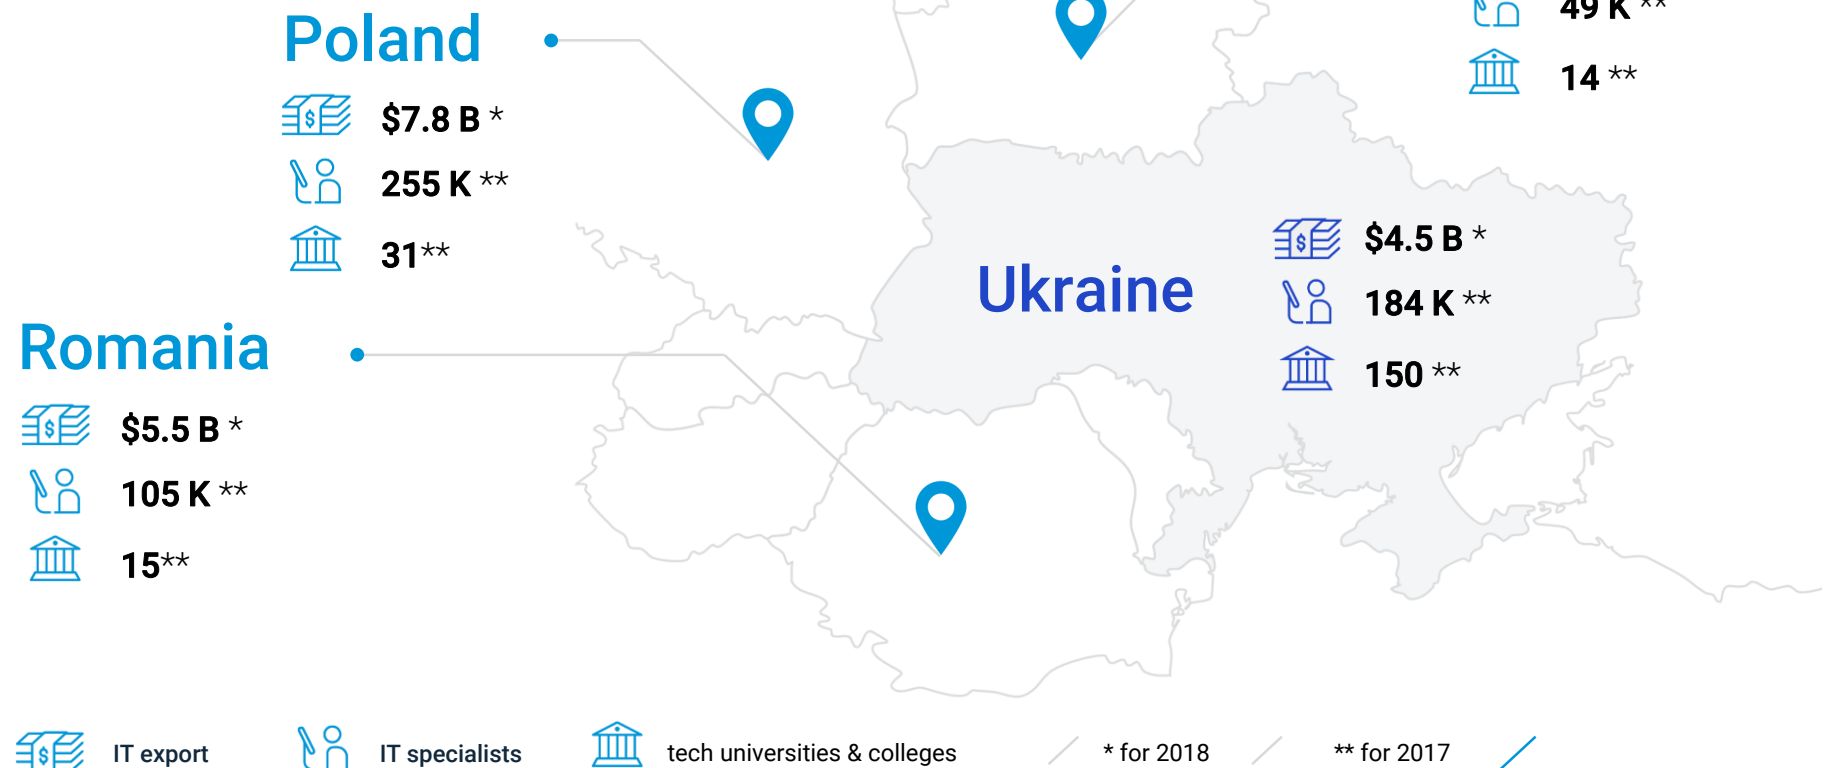 Poland
$7.8 B *
255 K **
31**
49 K **
14 **
Ukraine
$4.5 B *
184 K **
150 **
Romania
$5.5 B *
105 K **
15**
IT export
IT specialists
tech universities & colleges
* for 2018
** for 2017